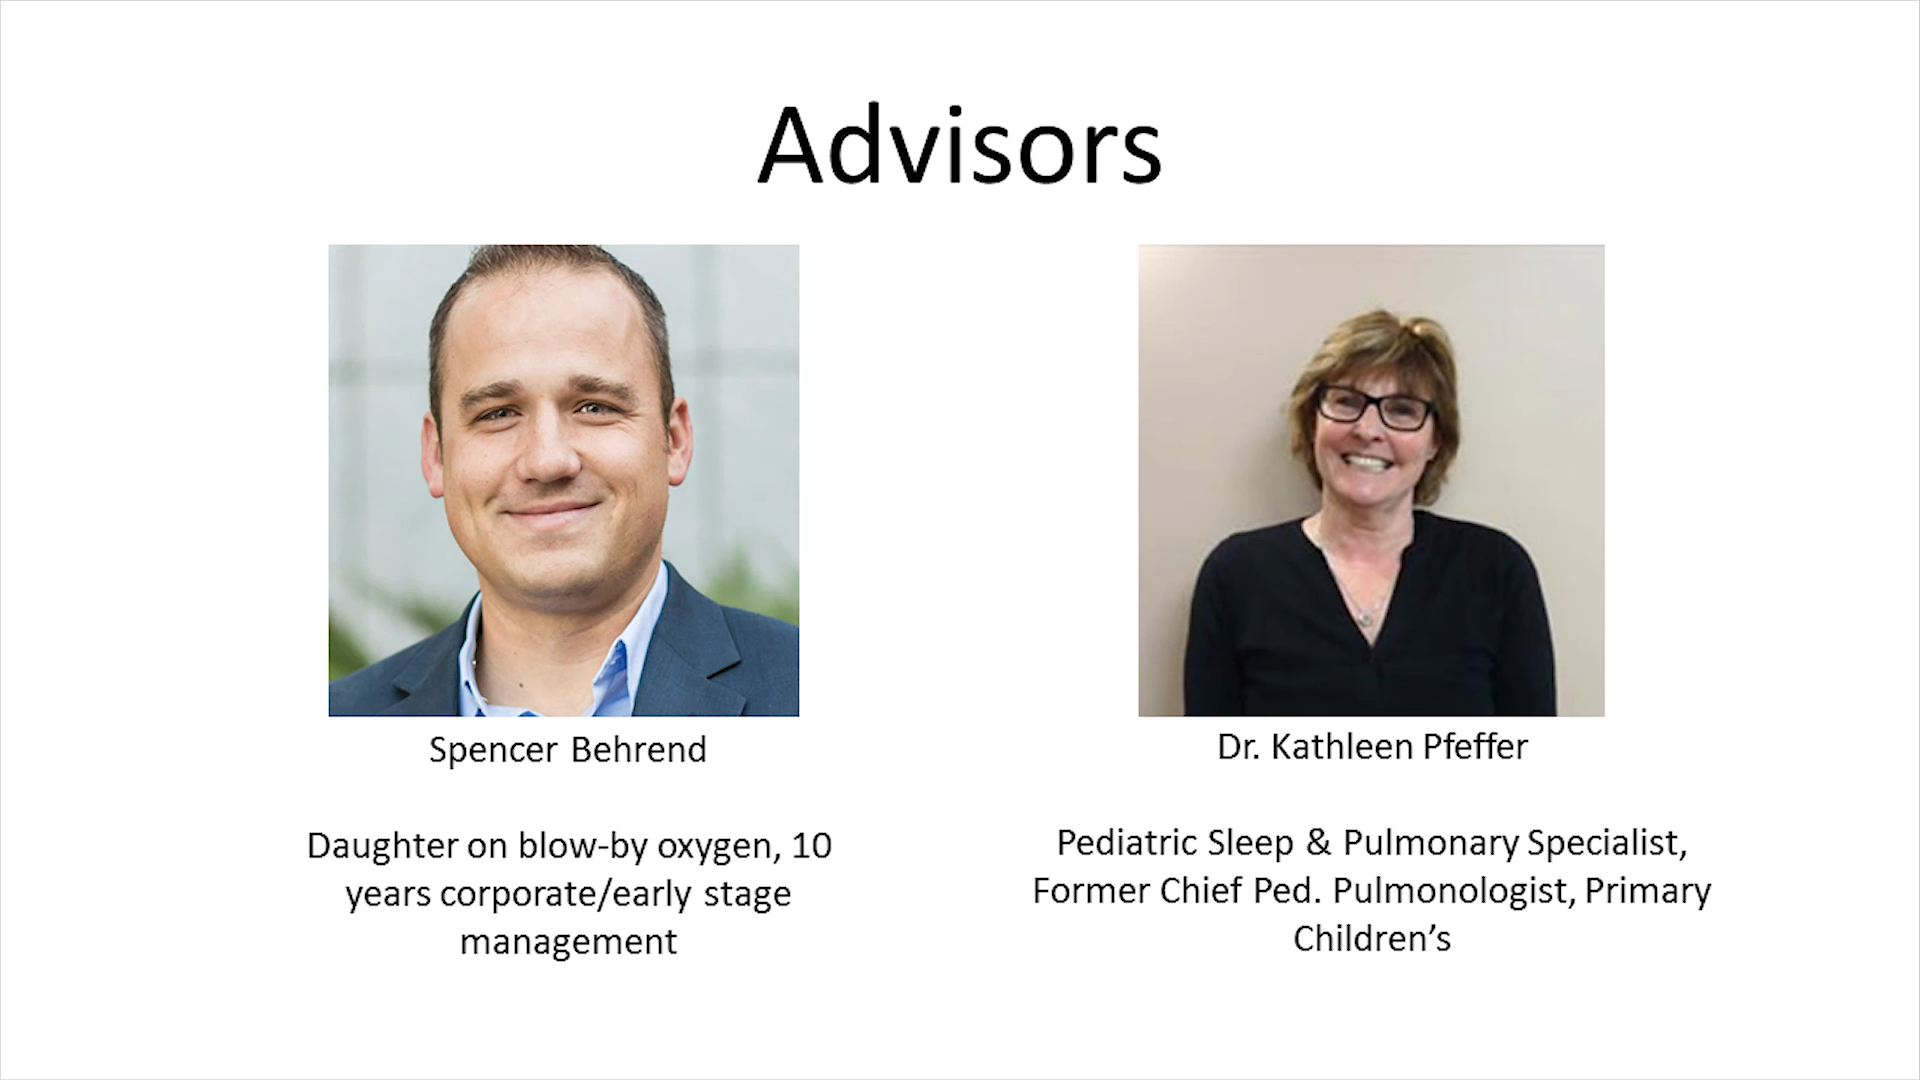 Advisors
Spencer Behrend
Daughter on blow-by oxygen, 10
years corporate/early stage
management
Dr. Kathleen Pfeffer
Pediatric Sleep & Pulmonary Specialist,
Former Chief Ped. Pulmonologist, Primary
Children’s